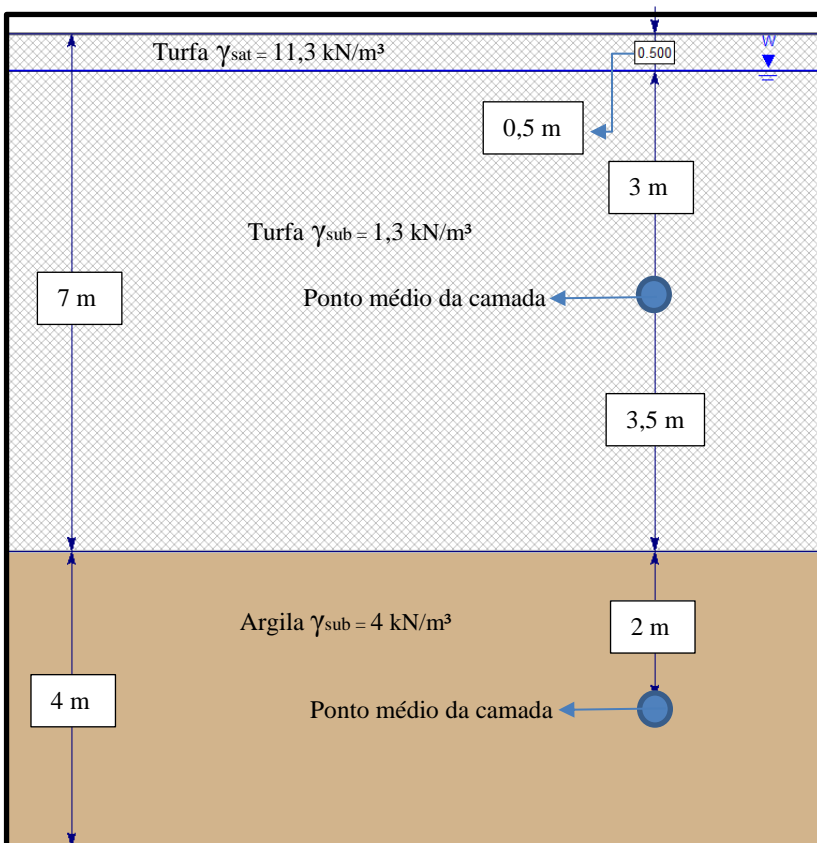 Turfa γsat = 11,3 kN/m³
0.500
W
0,5 m
3 m
Turfa γsub = 1,3 kN/m³
7 m
Ponto médio da camada
3,5 m
Argila γsub = 4 kN/m³
2 m
4 m
Ponto médio da camada